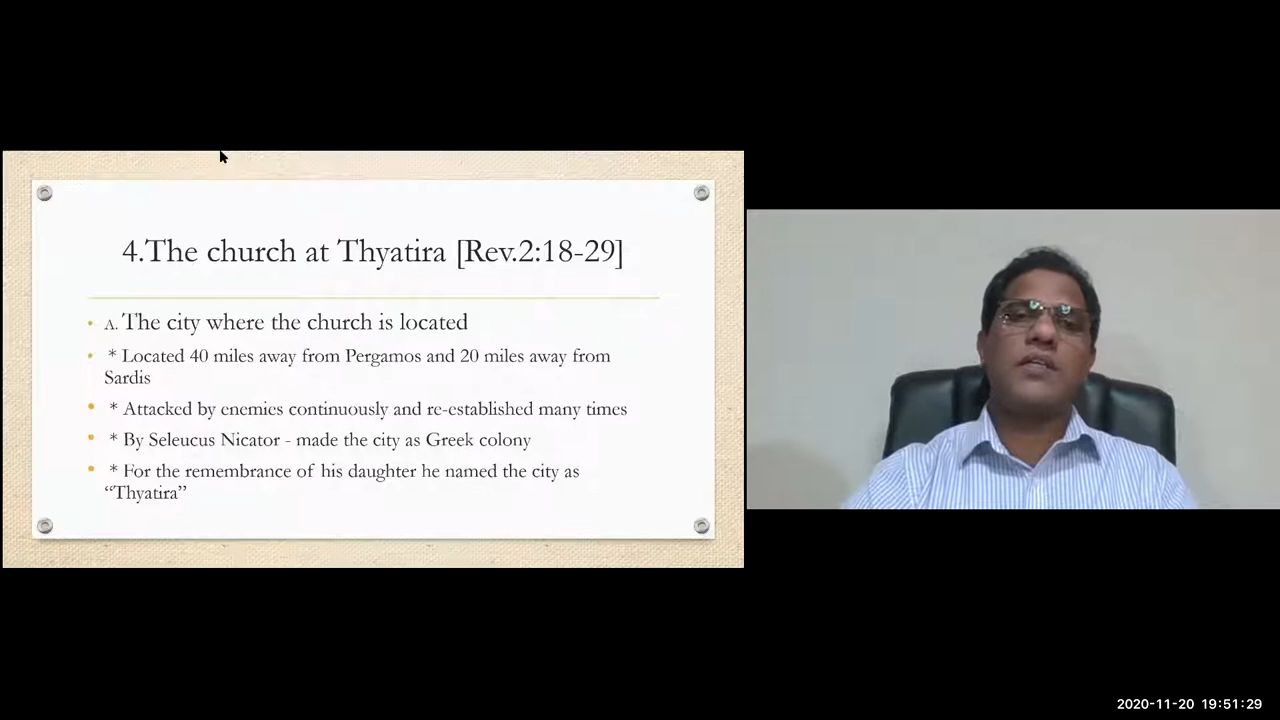 4.The church at Thyatira [Rev.2:18-29]
• A. The city where the church is located
• * Located 40 miles away from Pergamos and 20 miles away from
Sardis
• * Attacked by enemies continuously and re-established many times
• * By Seleucus Nicator - made the city as Greek colony
• * For the remembrance of his daughter he named the city as
“Thyatira”
2020-11-20 19:51:29